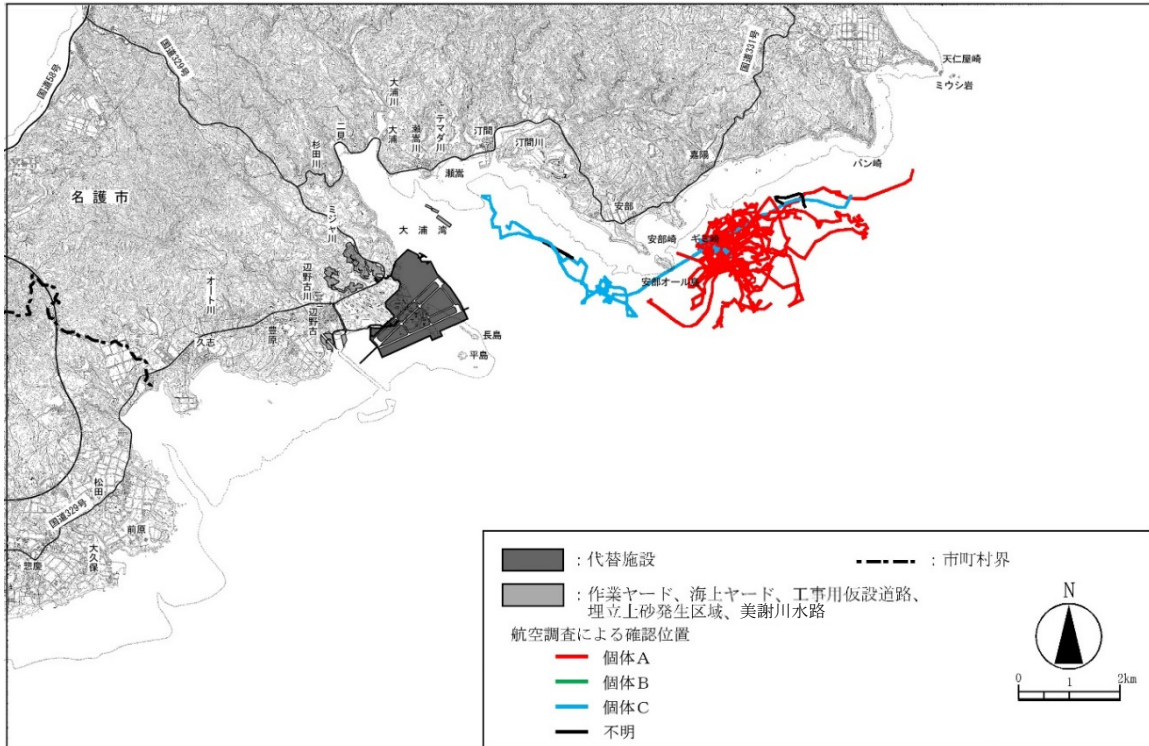 国道58号
国道329号
国道331号
天仁屋崎
ミウシ岩
バン崎
嘉陽
大浦川
大浦
二見
杉田川
瀬嵩川
テマダ川
汀間
汀間川
瀬嵩
安部
安部崎
ギミ崎
安部オール島
名護市
ミジャ川
大浦湾
辺野古川
辺野古
オート川
久志
豊原
長島
平島
松田
国道329号
前原
大久保
惣慶
:代替施設
:市町村界
:作業ヤード、海上ヤード、工事用仮設道路、
埋立土砂発生区域、美謝川水路
航空調査による確認位置
個体A
個体B
個体C
不明
N
0 1 2km